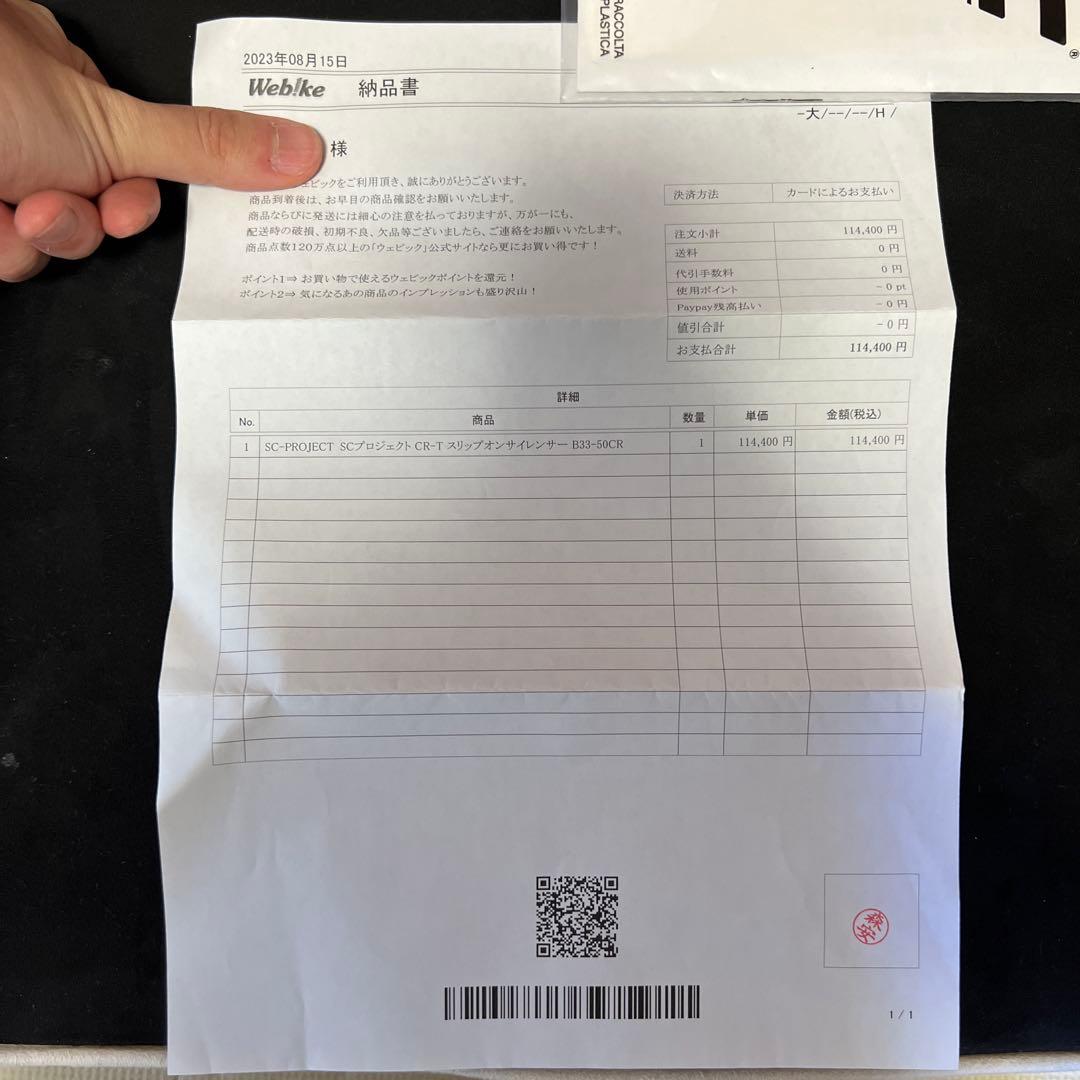 RACCOLTA
PLASTICA
®
2023年08月15日
Web!ke 納品書
-大/--/--/H /
様
ビックをご利用頂き、誠にありがとうございます。
商品到着後は、お早目の商品確認をお願いいたします。
商品ならびに発送には細心の注意を払っておりますが、万が一にも、
配送時の破損、初期不良、欠品等ございましたら、ご連絡をお願いいたします。
商品点数120万点以上の「ウェビック」公式サイトなら更にお買い得です！
ポイント1⇒ お買い物で使えるウェビックポイントを還元！
ポイント2⇒ 気になるあの商品のインプレッションも盛り沢山！
決済方法 カードによるお支払い
注文小計 114,400 円
送料 0 円
代引手数料 0 円
使用ポイント - 0 pt
Paypay残高払い - 0 円
値引合計 - 0 円
お支払合計 114,400 円
詳細
No. 商品 数量 単価 金額(税込)
1 SC-PROJECT SCプロジェクト CR-T スリップオンサイレンサー B33-50CR 1 114,400 円 114,400 円
森安
1 / 1